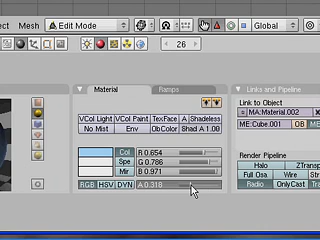 ect Mesh Edit Mode Global
26
Material Ramps Links and Pipeline
Link to Object
VCol Light VCol Paint TexFace A Shadeless
No Mist Env ObColor Shad A 1.00
MA:Material.002
ME:Cube.001 OB ME
Col R 0.654
Spe G 0.786
Mir B 0.971
RGB HSV DYN A 0.318
Render Pipeline
Halo ZTransp
Full Osa Wire Stran
Radio OnlyCast Tra